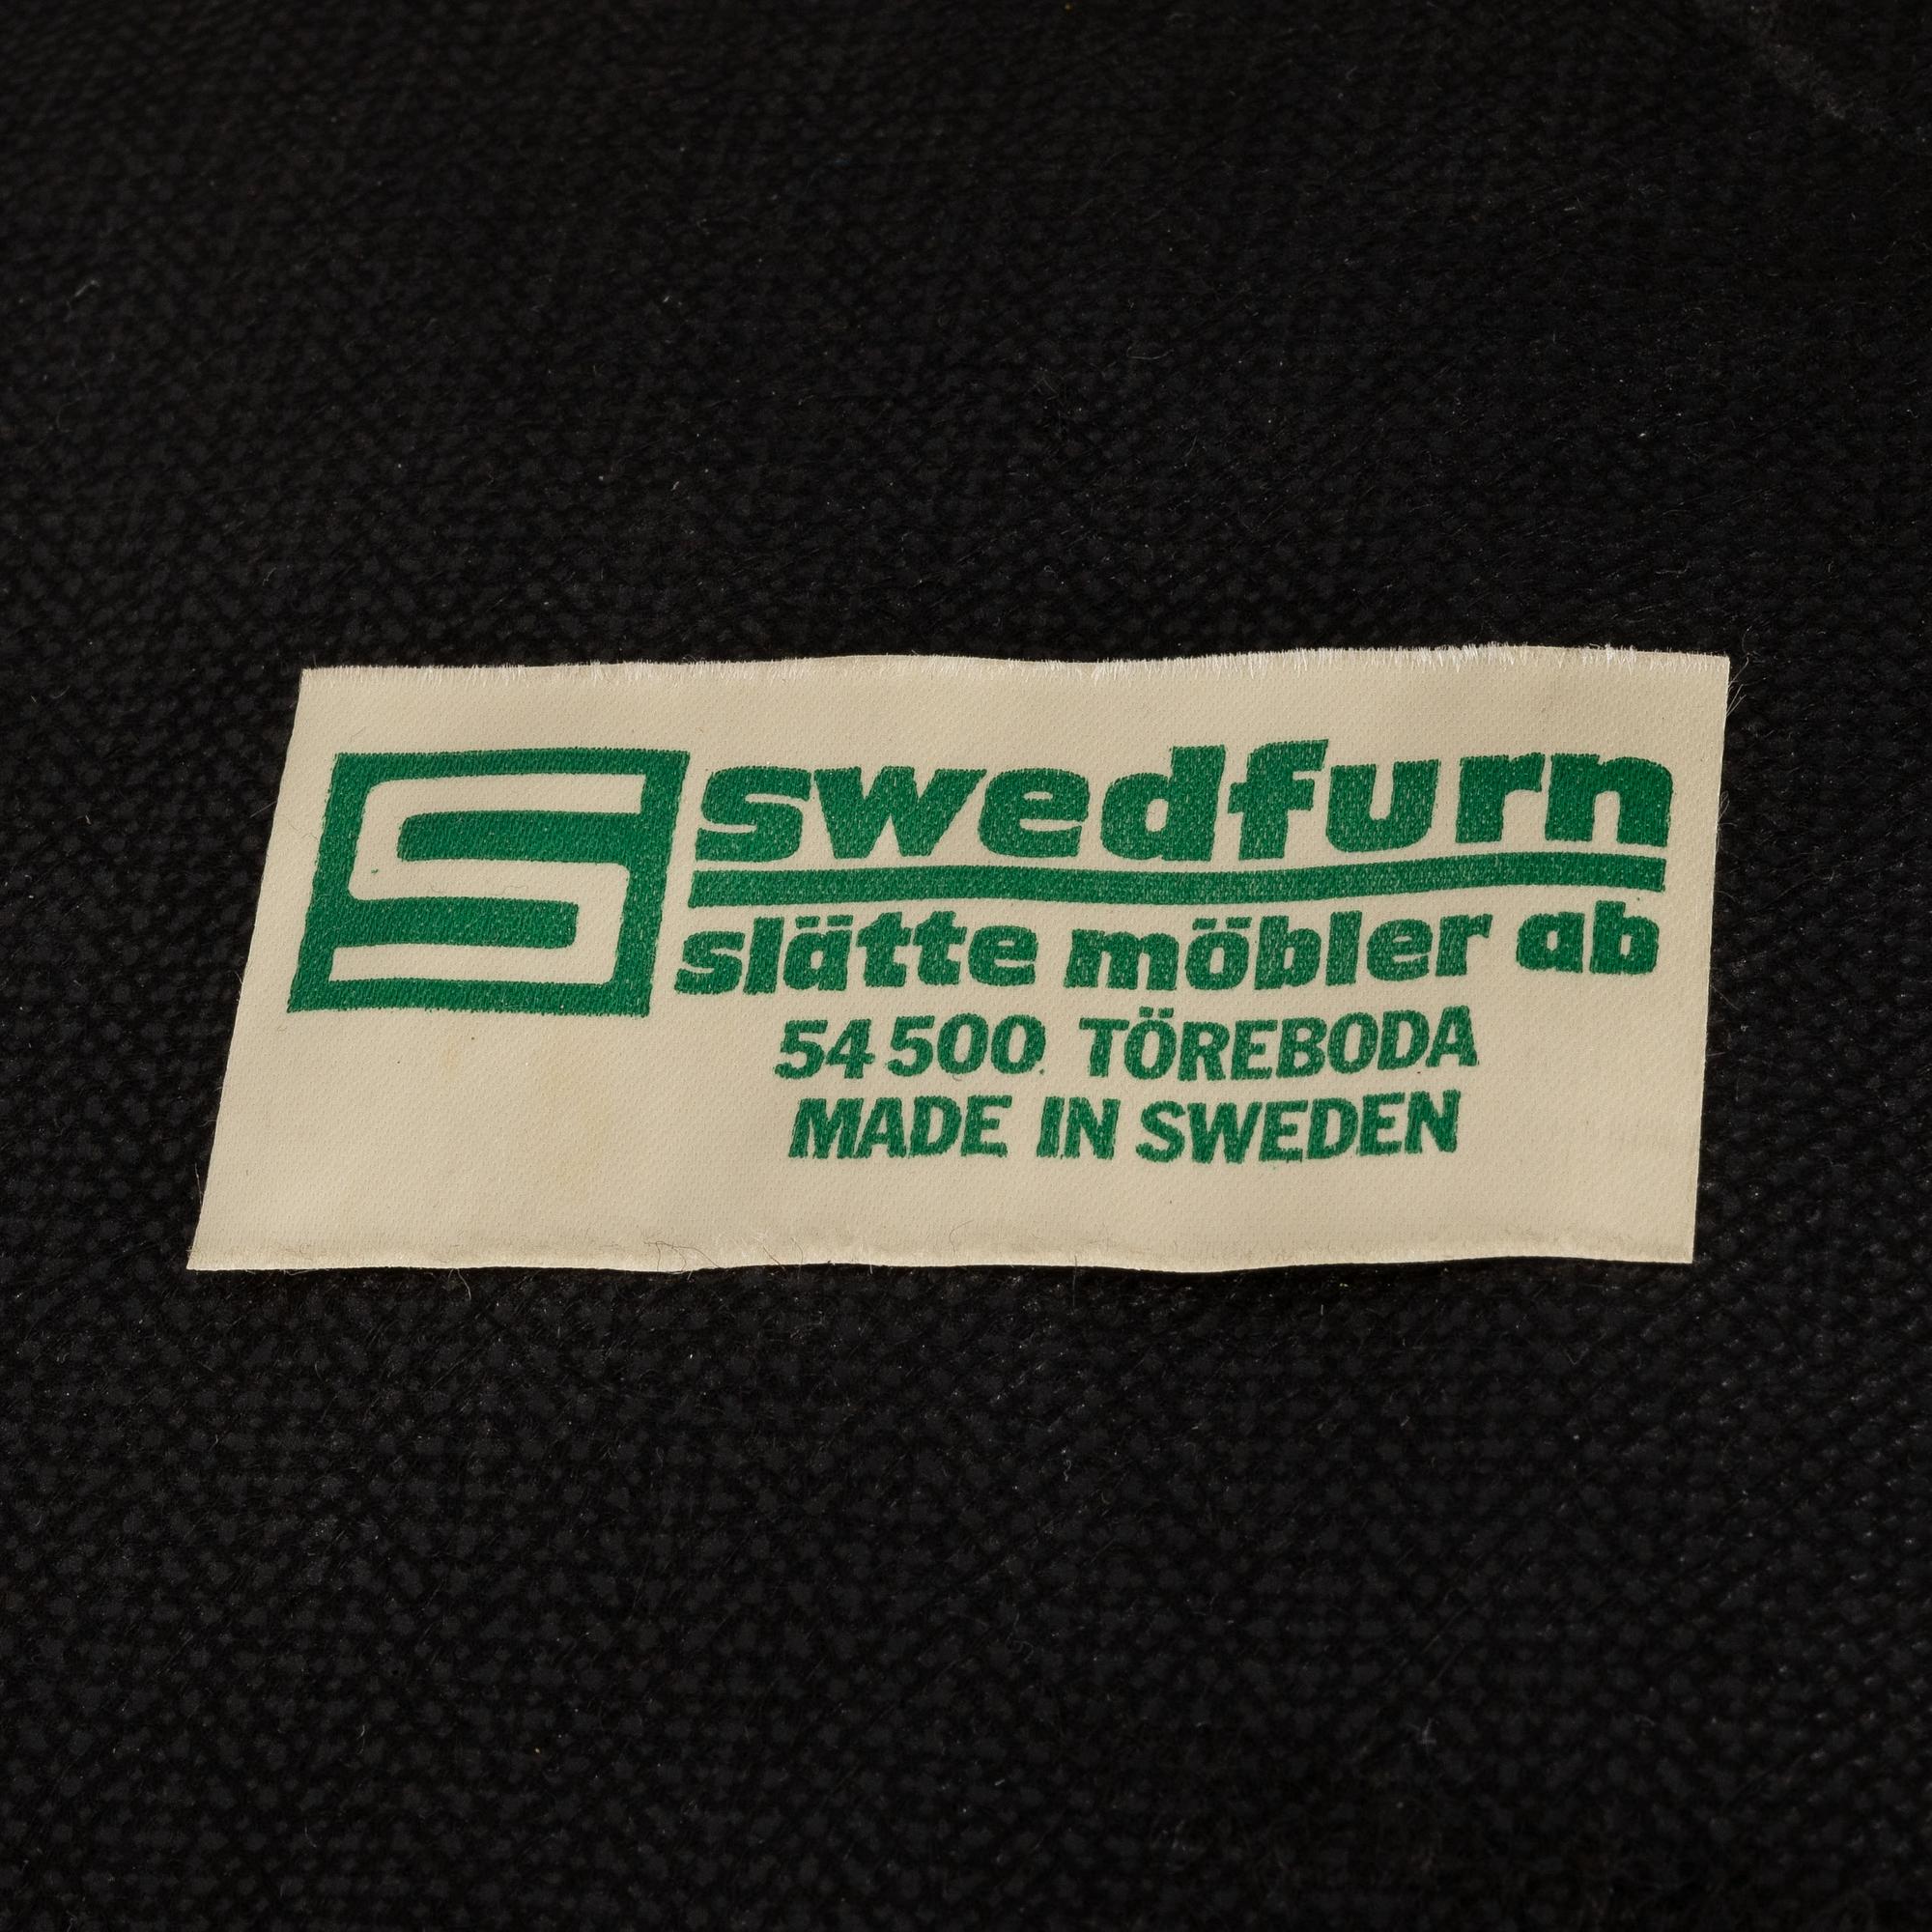 S swedfurn
slätte möbler ab
54 500 TÖREBODA
MADE IN SWEDEN